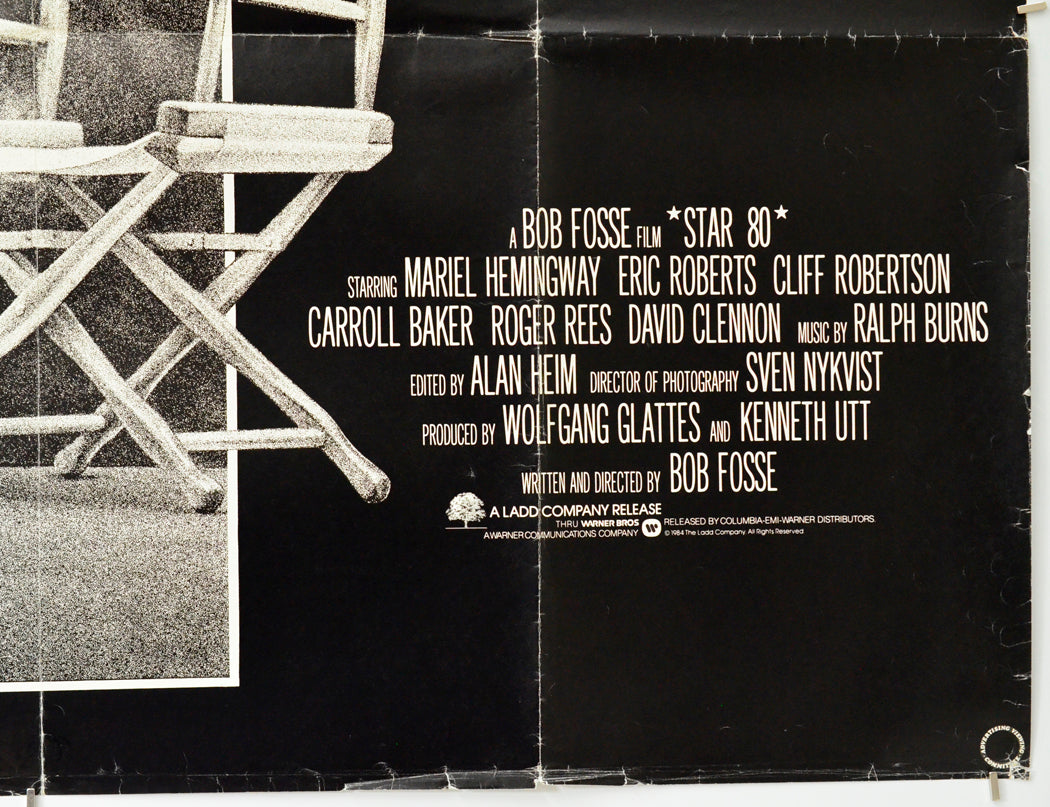 A BOB FOSSE FILM ★STAR 80★
STARRING MARIEL HEMINGWAY ERIC ROBERTS CLIFF ROBERTSON
CARROLL BAKER ROGER REES DAVID CLENNON MUSIC BY RALPH BURNS
EDITED BY ALAN HEIM DIRECTOR OF PHOTOGRAPHY SVEN NYKVIST
PRODUCED BY WOLFGANG GLATTES AND KENNETH UTT
WRITTEN AND DIRECTED BY BOB FOSSE
A LADD COMPANY RELEASE
THRU WARNER BROS
A WARNER COMMUNICATIONS COMPANY
RELEASED BY COLUMBIA-EMI-WARNER DISTRIBUTORS.
© 1984 The Ladd Company. All Rights Reserved
ADVERTISING VIEWING COMMITTEE